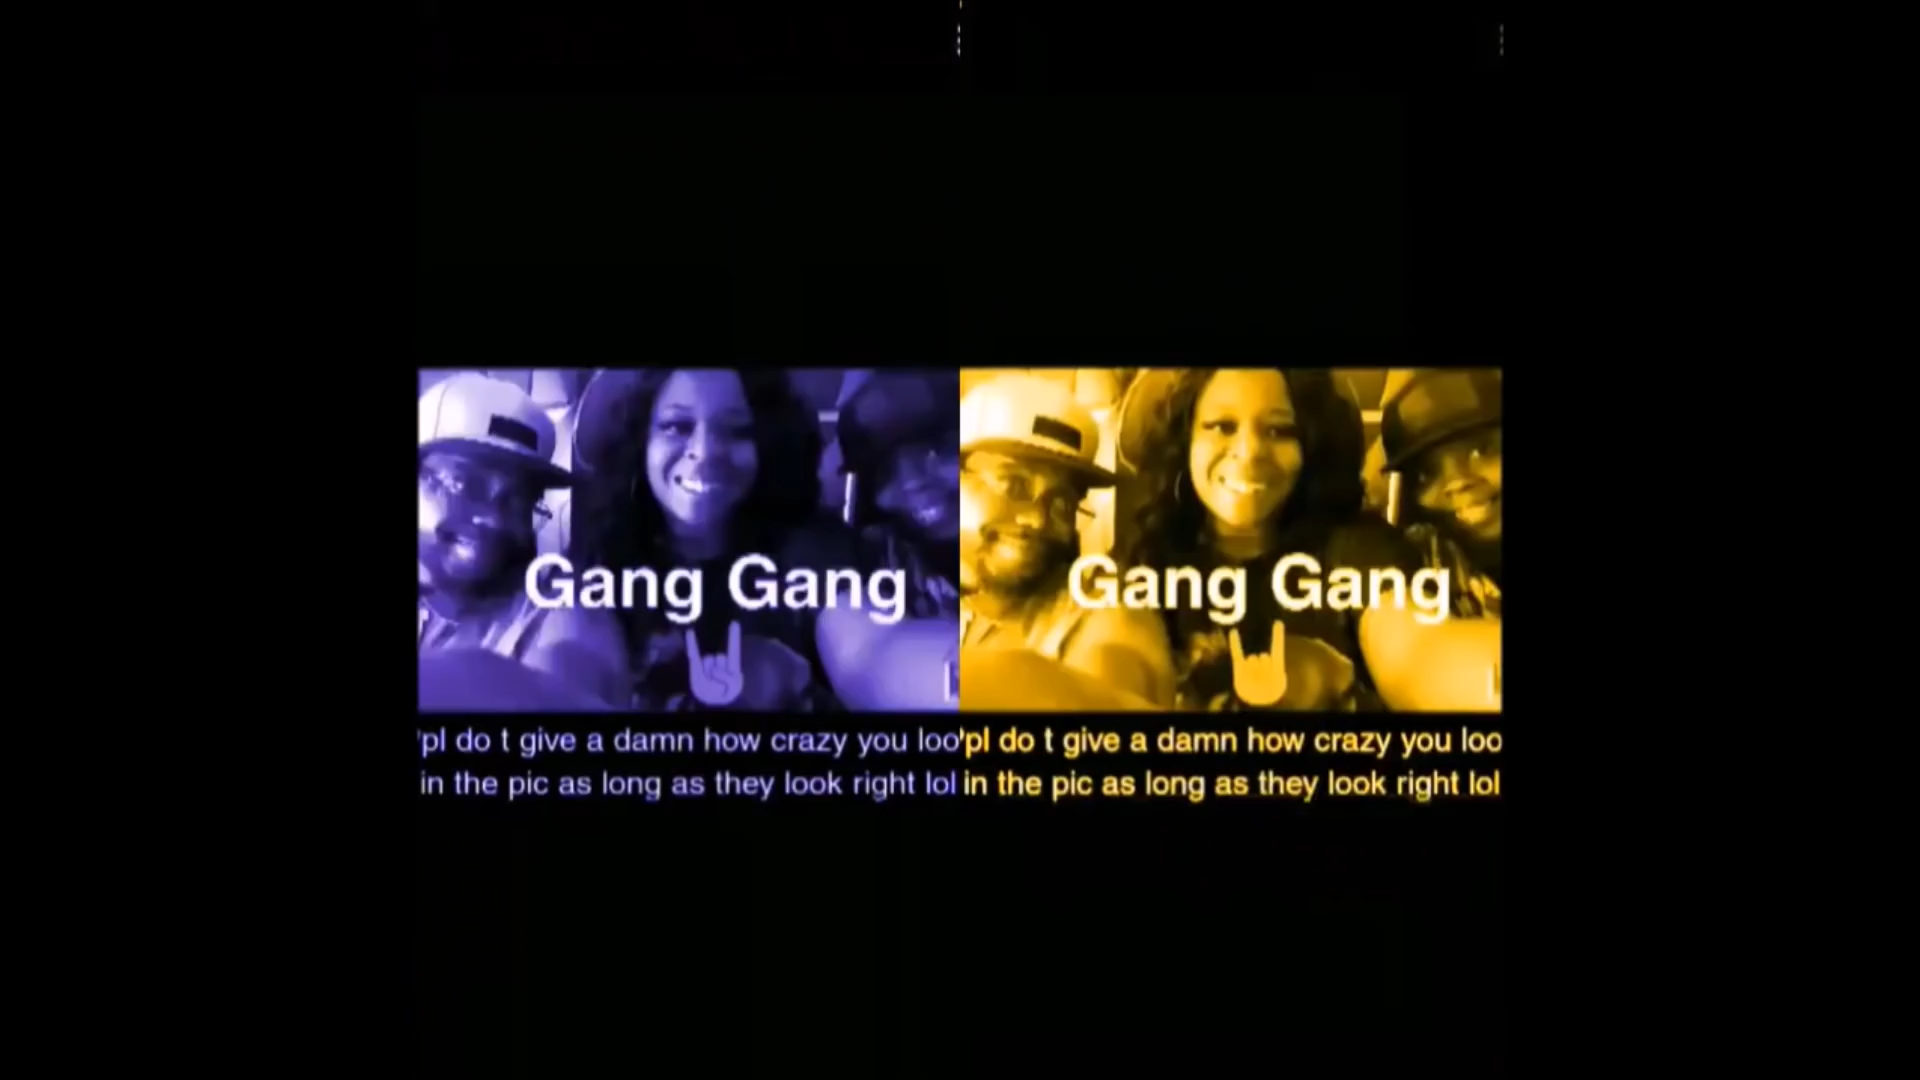 Gang Gang
'pl do t give a damn how crazy you loo
in the pic as long as they look right lol
Gang Gang
'pl do t give a damn how crazy you loo
in the pic as long as they look right lol